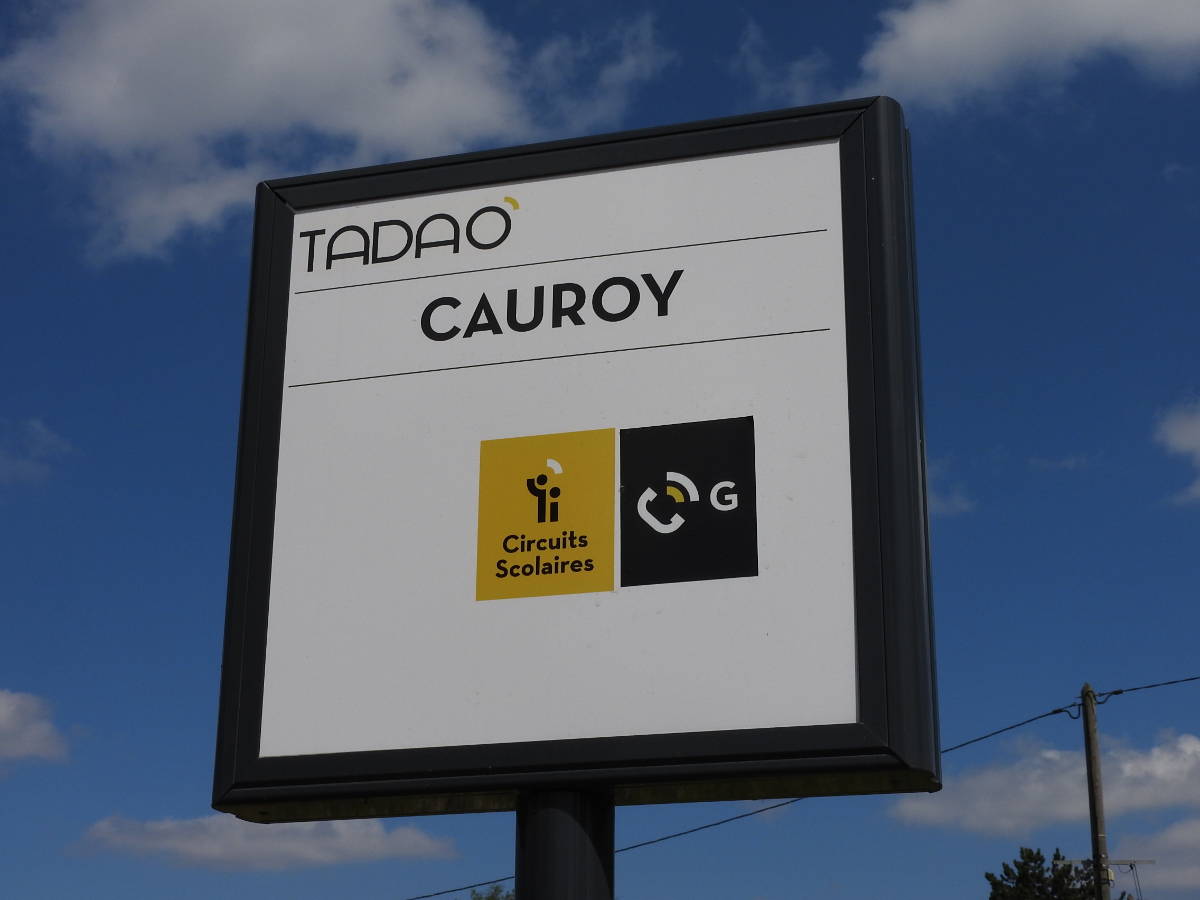 TADAO
CAUROY
Circuits
Scolaires
G